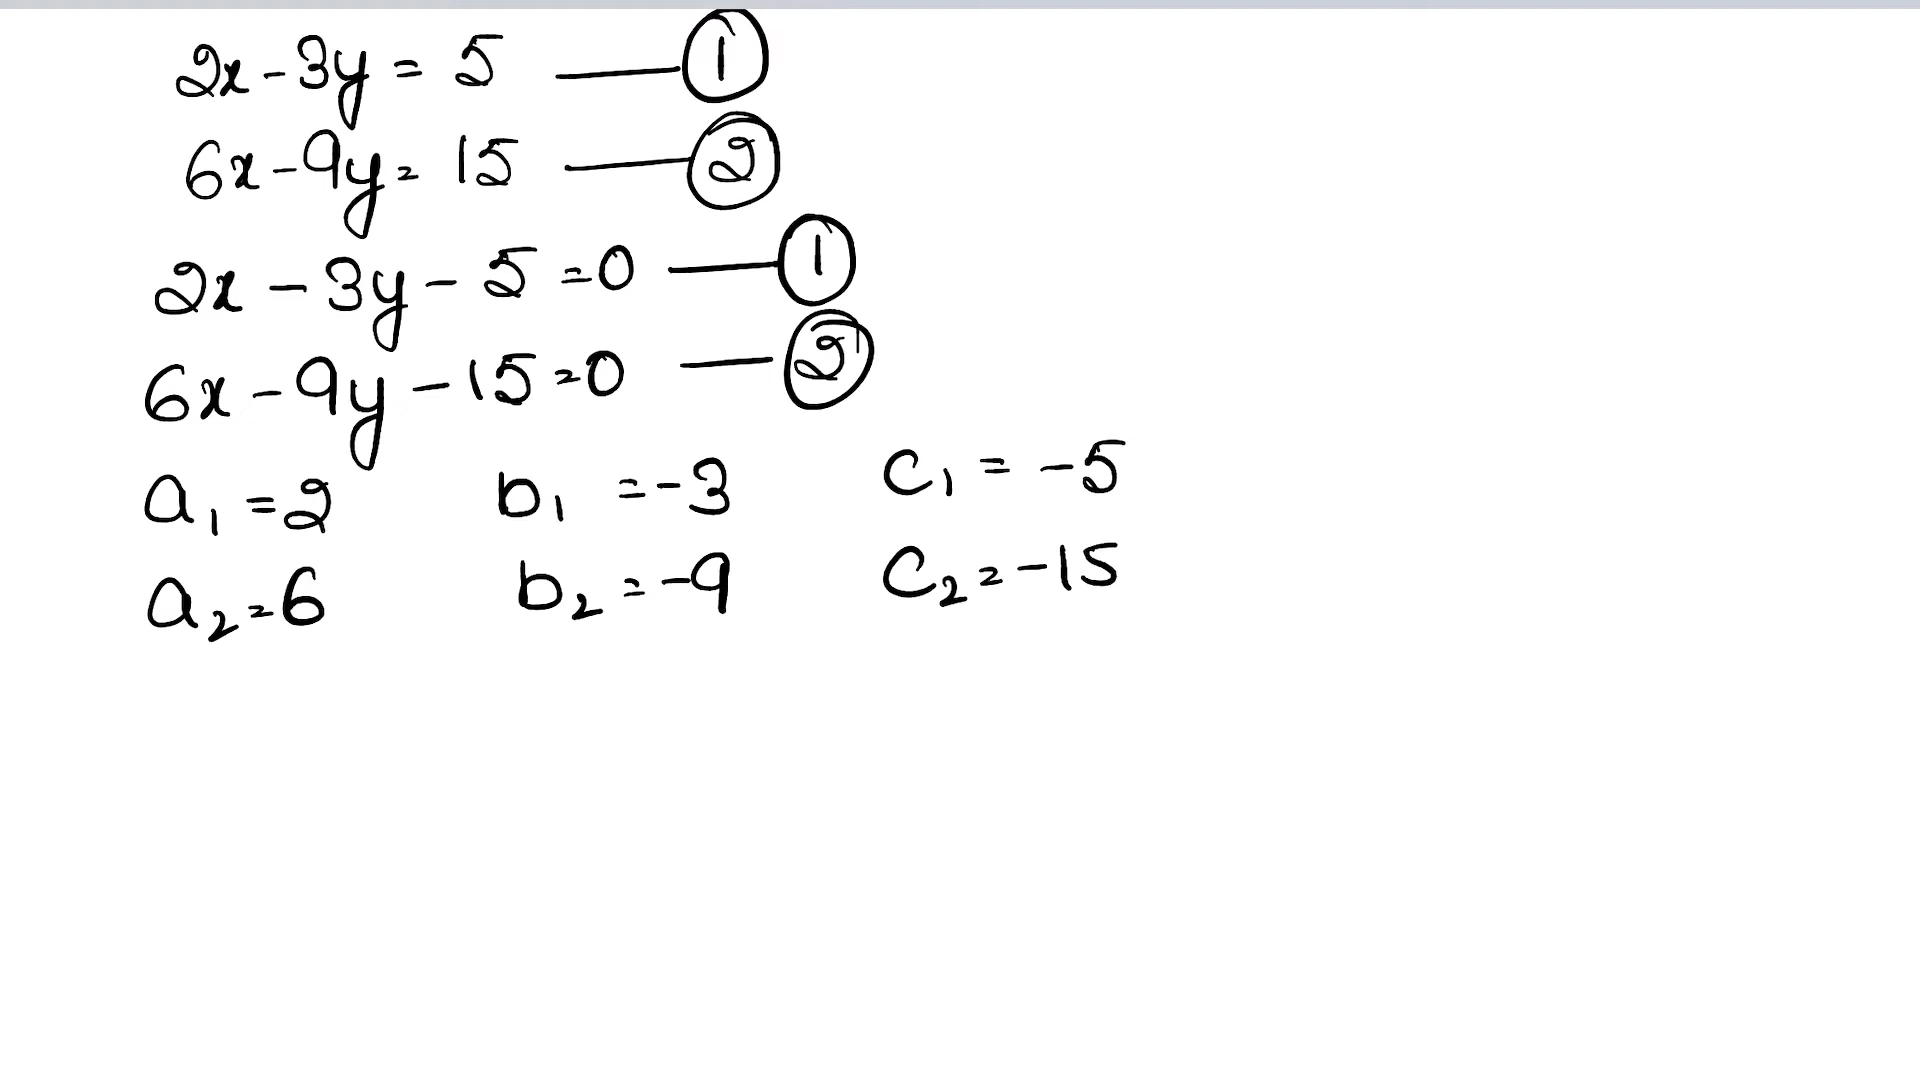 2x - 3y = 5 —— ①
6x - 9y = 15 —— ②
2x - 3y - 5 = 0 —— ①
6x - 9y - 15 = 0 —— ②
a₁ = 2 b₁ = -3 c₁ = -5
a₂ = 6 b₂ = -9 c₂ = -15